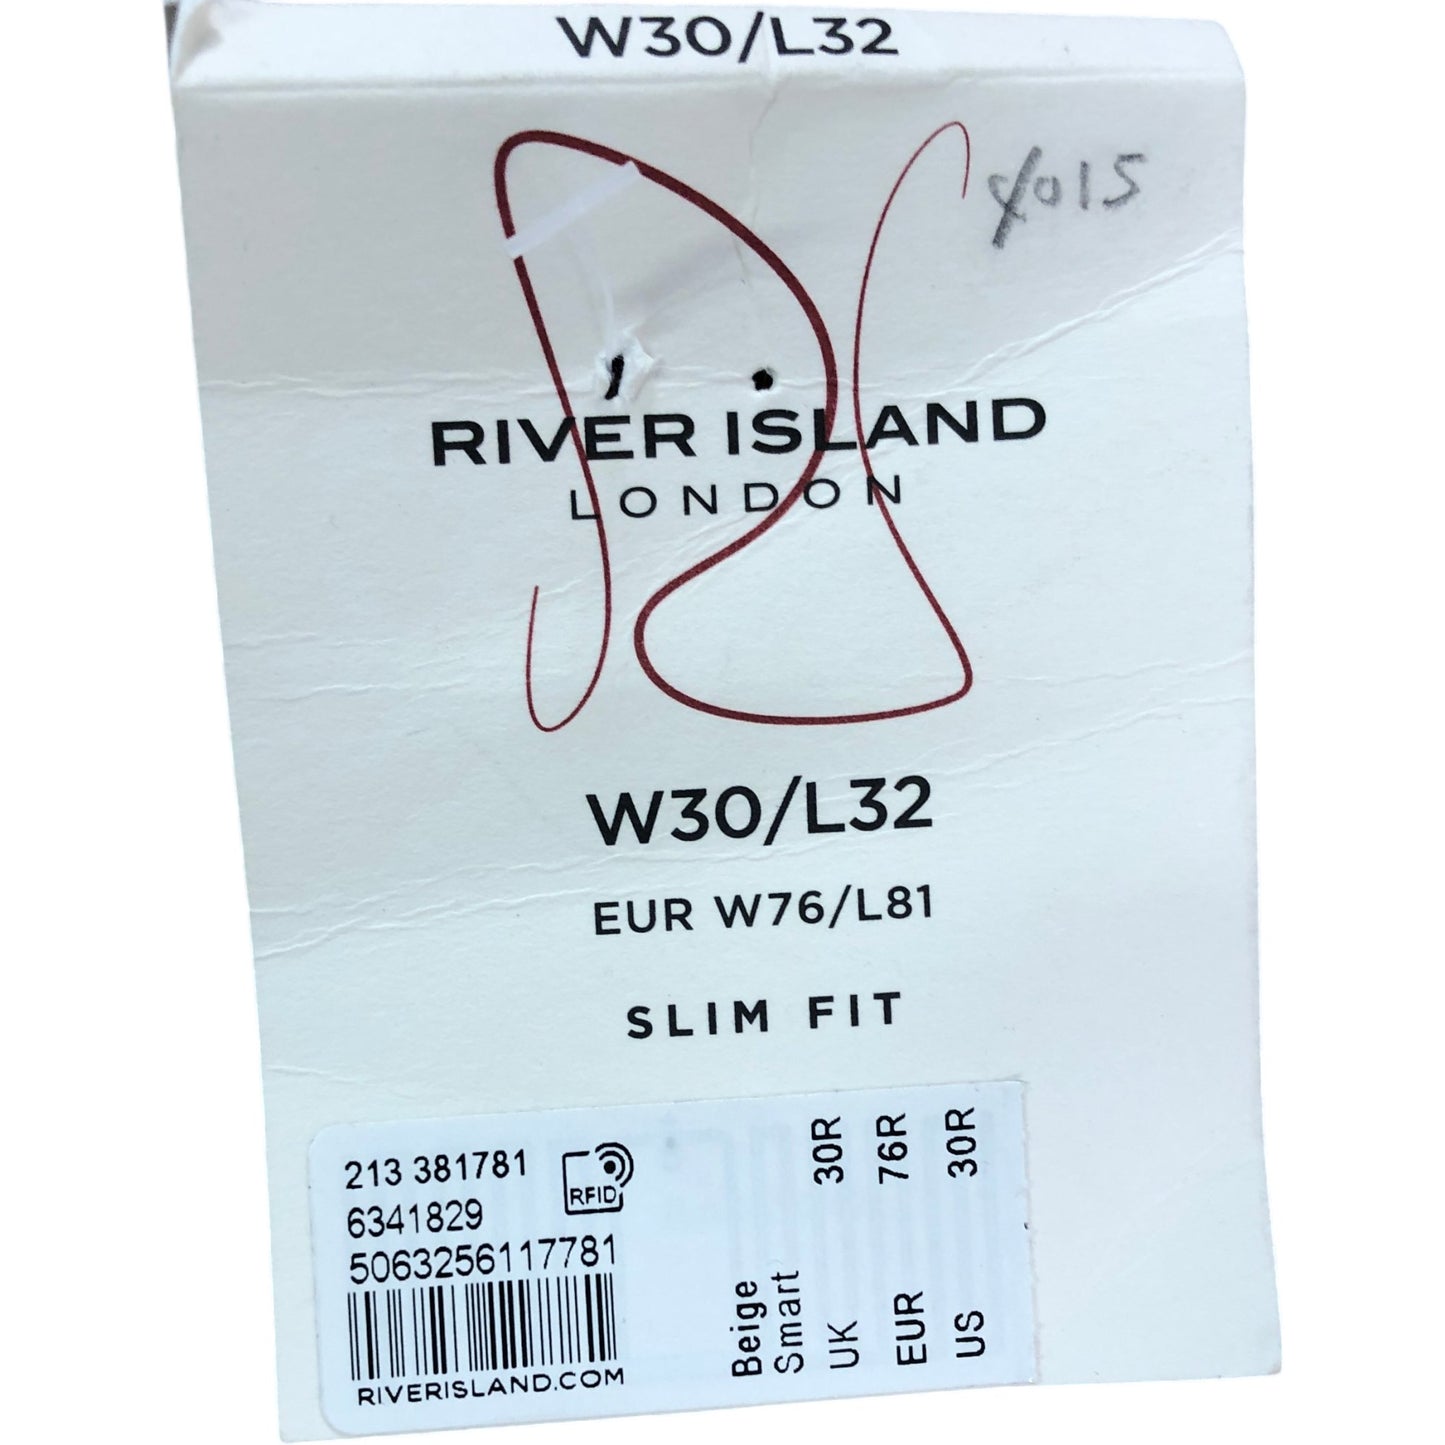 W30/L32
4015
RIVER ISLAND
LONDON
W30/L32
EUR W76/L81
SLIM FIT
213 381781
RFID
6341829
5063256117781
RIVERISLAND.COM
Beige
Smart
UK 30R
EUR 76R
US 30R